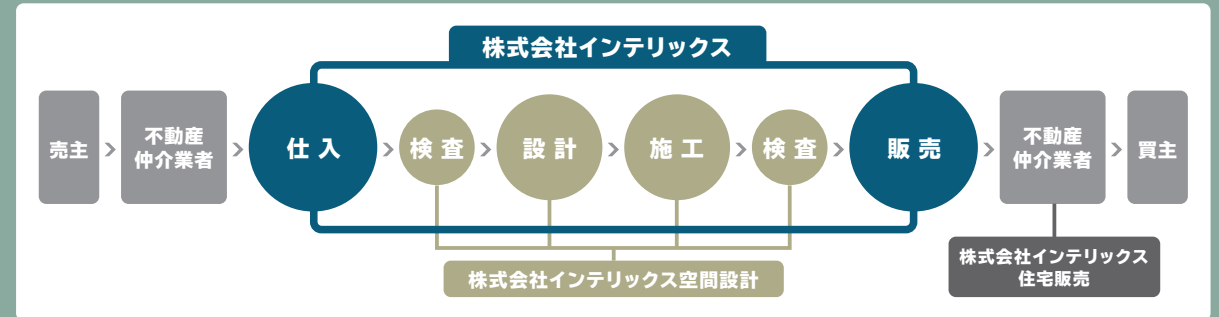 株式会社インテリックス
売主
不動産
仲介業者
仕入
検査
設計
施工
検査
販売
不動産
仲介業者
買主
株式会社インテリックス空間設計
株式会社インテリックス
住宅販売